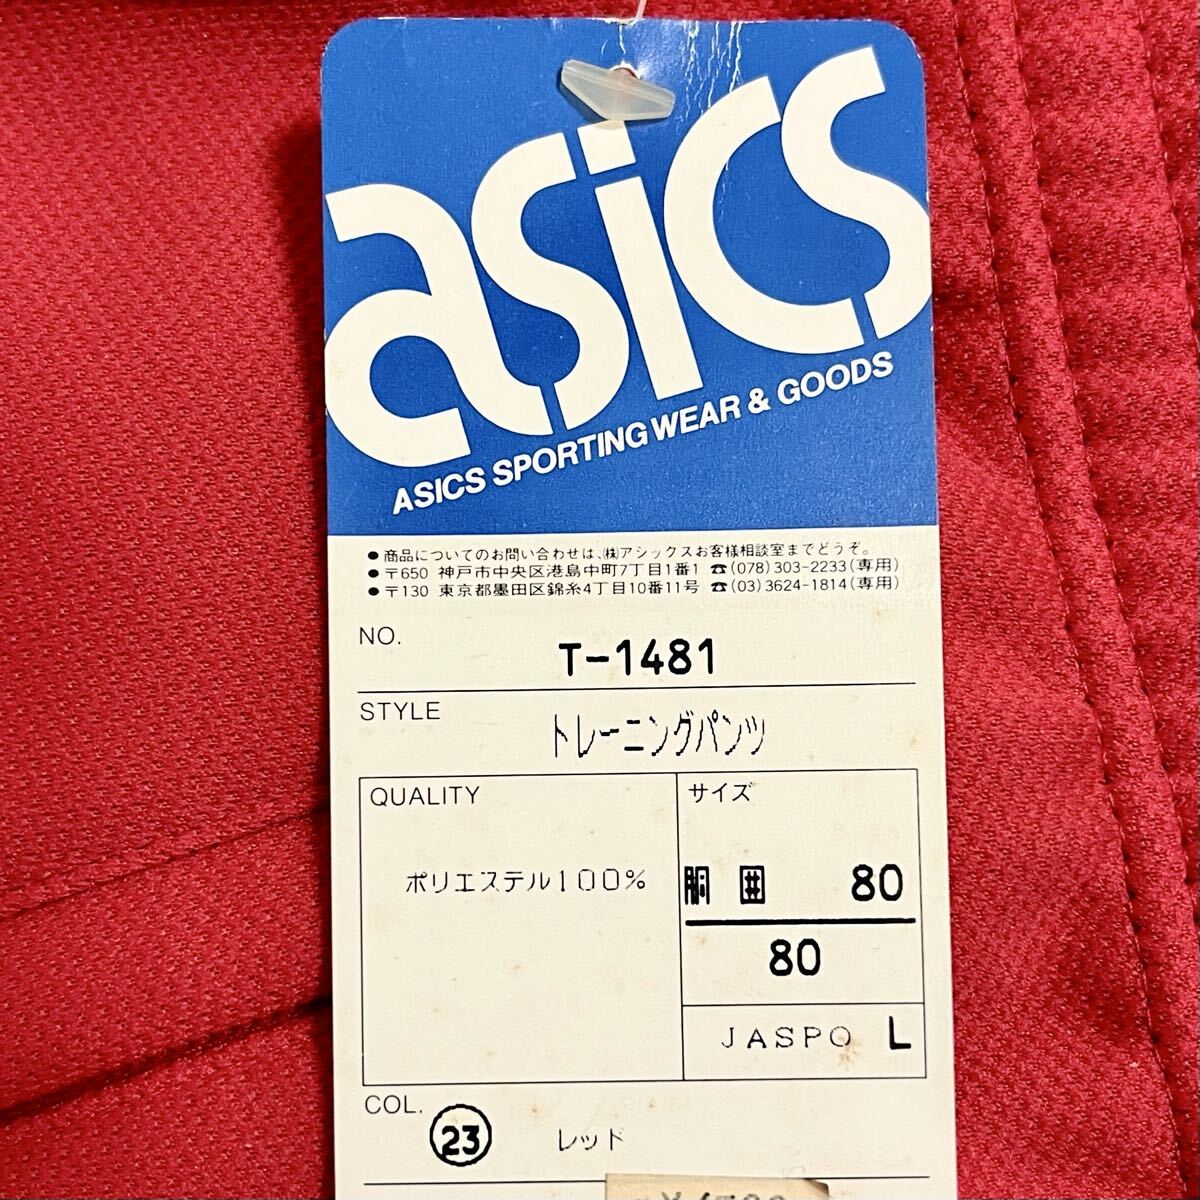 asics
ASICS SPORTING WEAR & GOODS
●商品についてのお問い合わせは、㈱アシックスお客様相談室までどうぞ。
●〒650 神戸市中央区港島中町7丁目1番1 ☎(078)303-2233(専用)
●〒130 東京都墨田区錦糸4丁目10番11号 ☎(03)3624-1814(専用)
NO.
T-1481
STYLE
トレーニングパンツ
QUALITY
サイズ
ポリエステル100%
胴囲 80
80
JASPO L
COL.
23 レッド